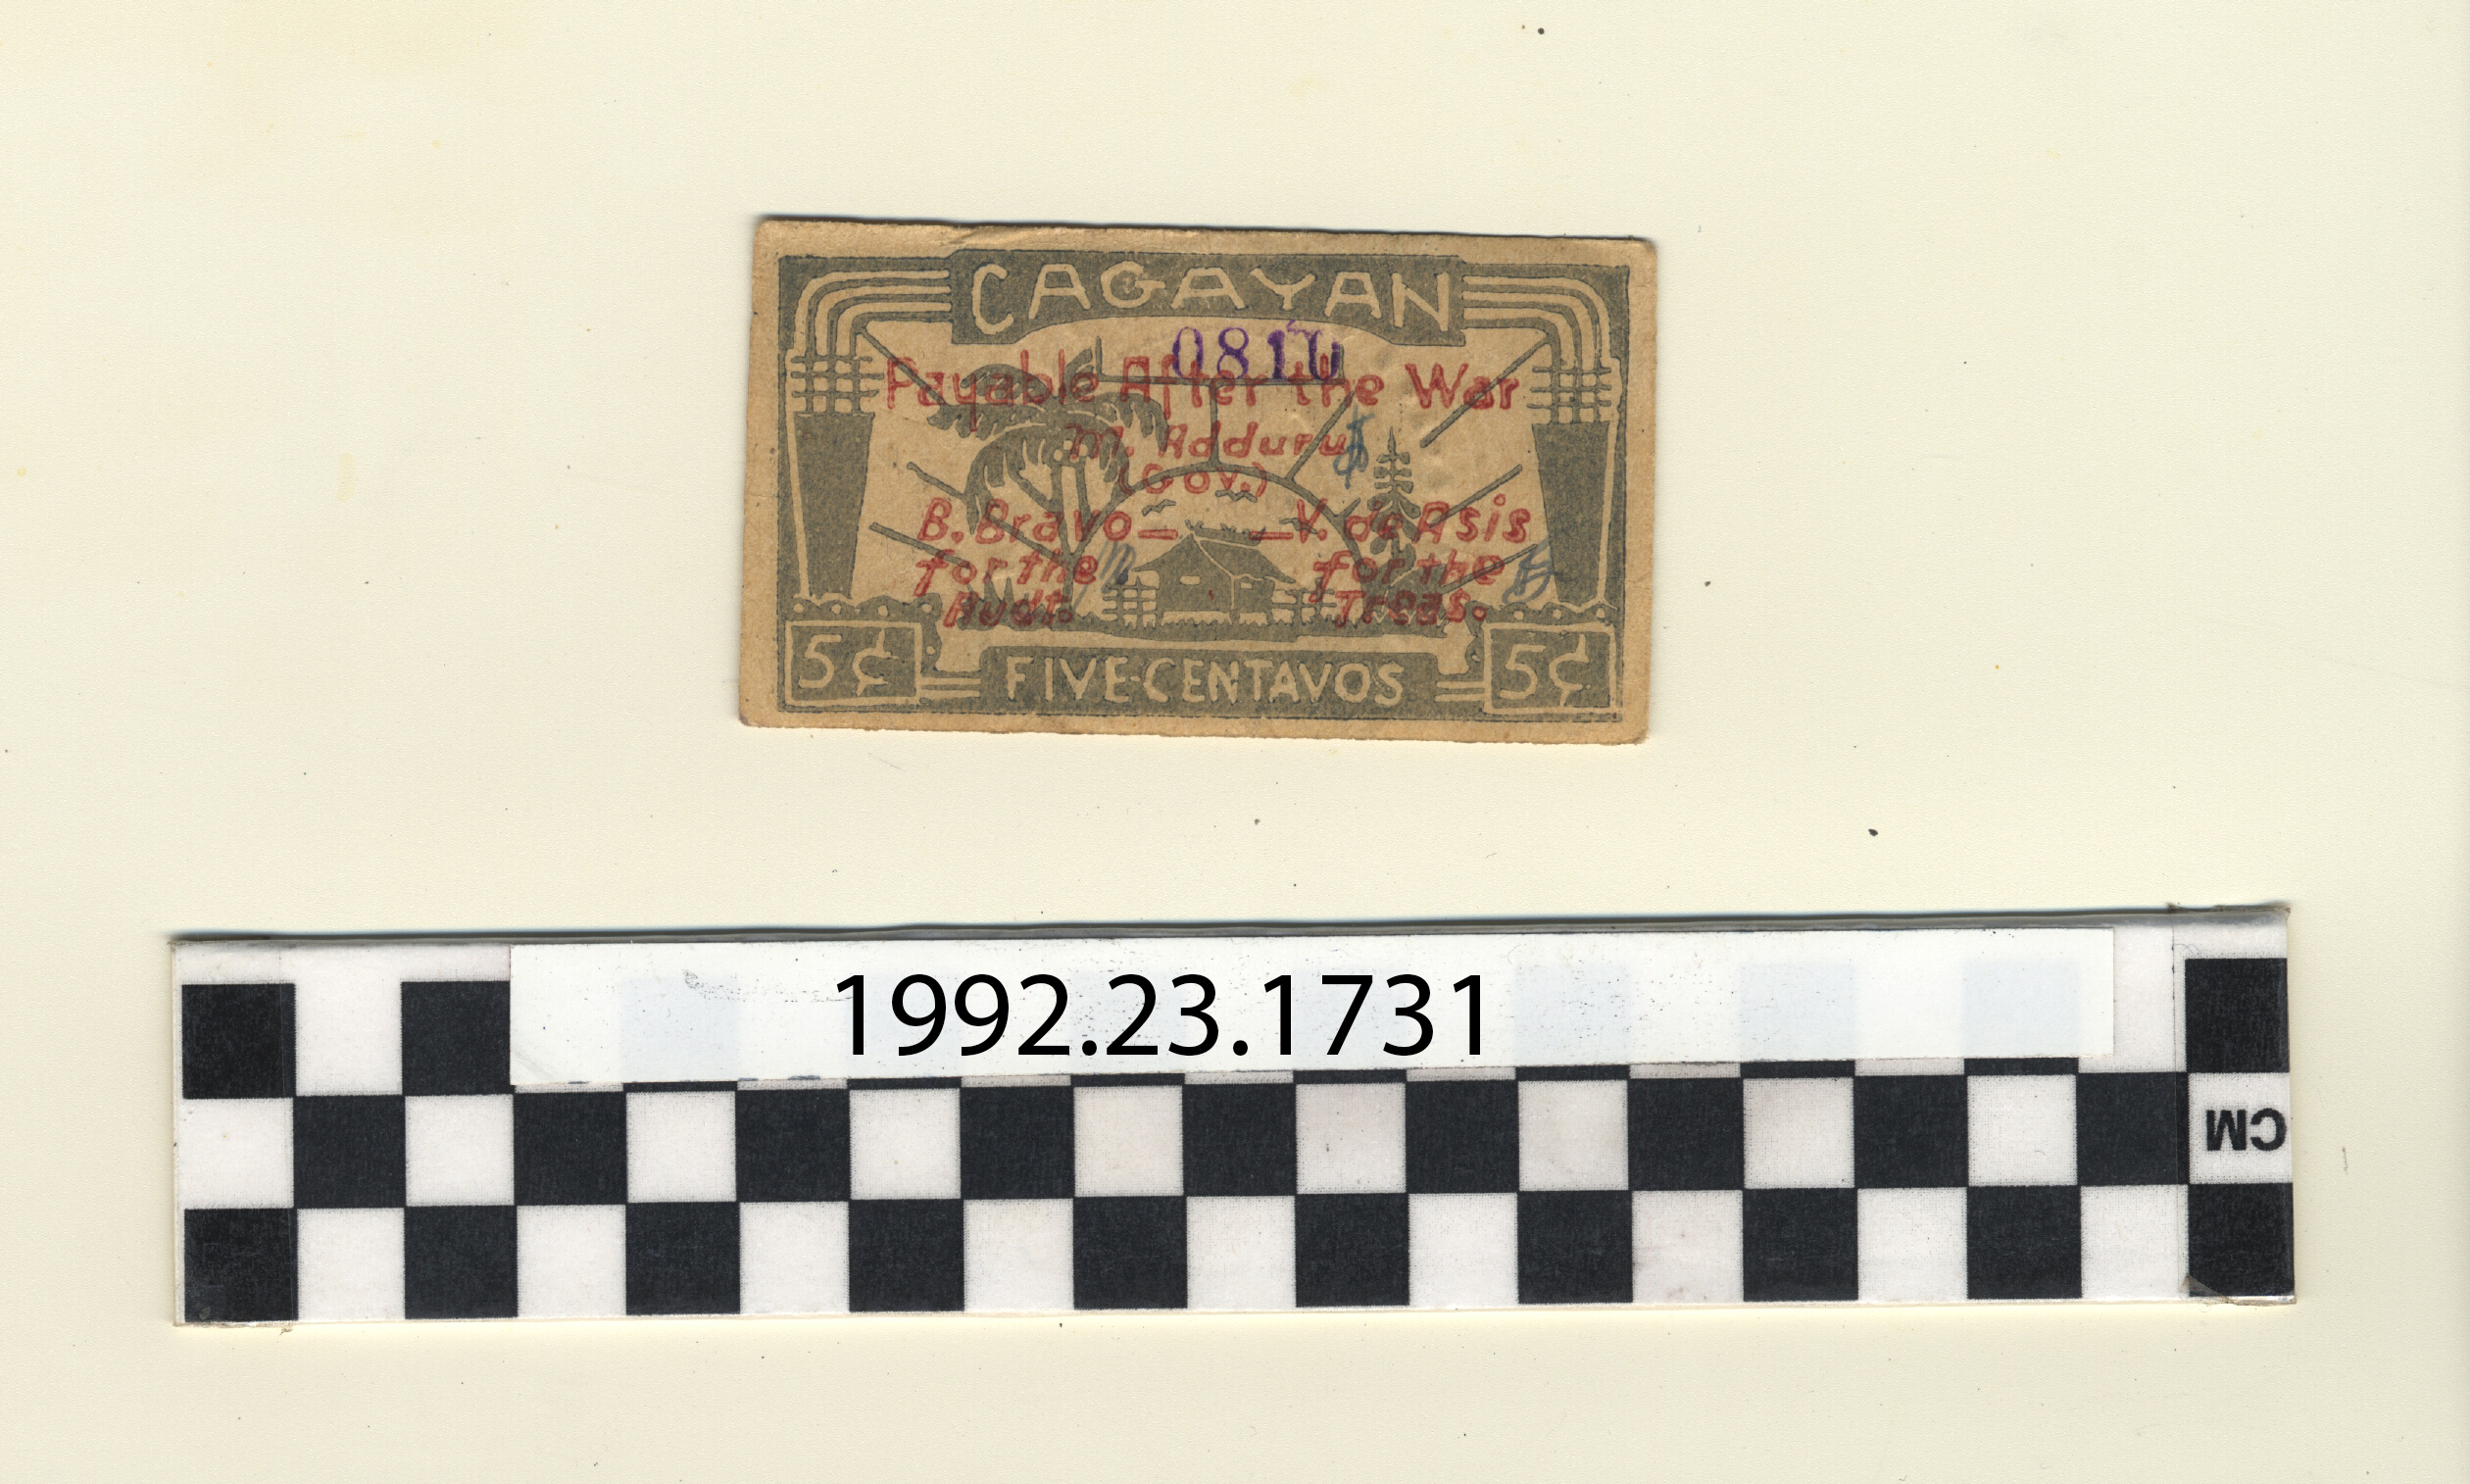 CAGAYAN
0810
Payable After the War
M. Adduru
(Gov.)
B. Bravo — — V. de Asis
for the for the
Audt. Treas.
5¢ FIVE-CENTAVOS 5¢
1992.23.1731
CM